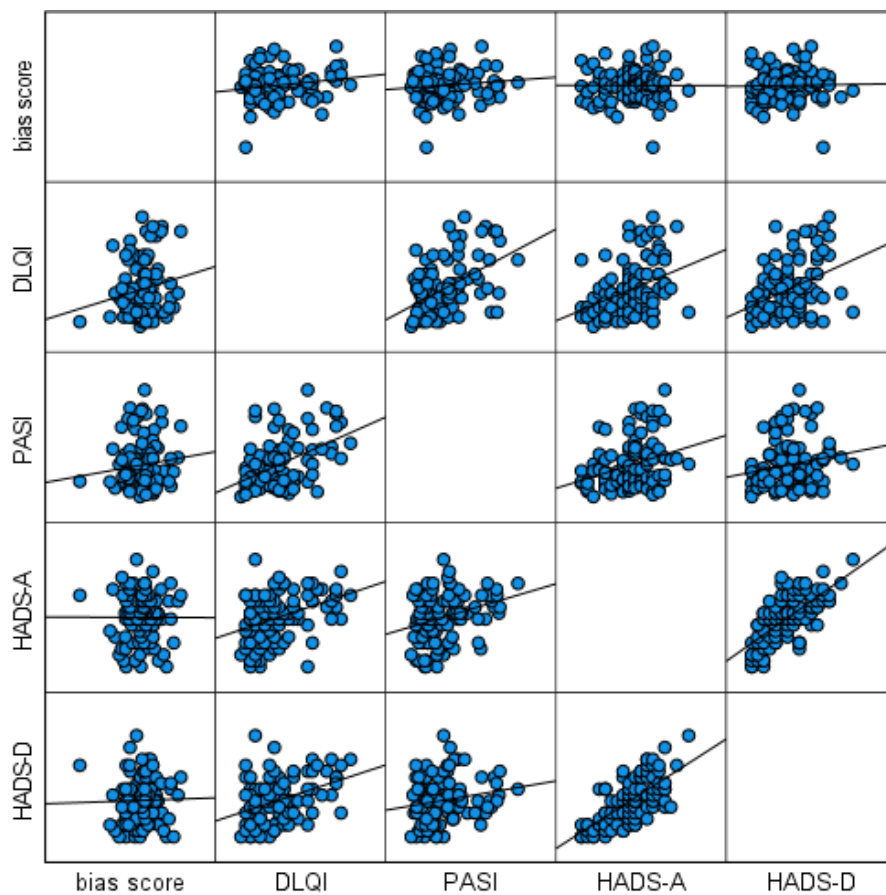 bias score
DLQI
PASI
HADS-A
HADS-D
bias score DLQI PASI HADS-A HADS-D